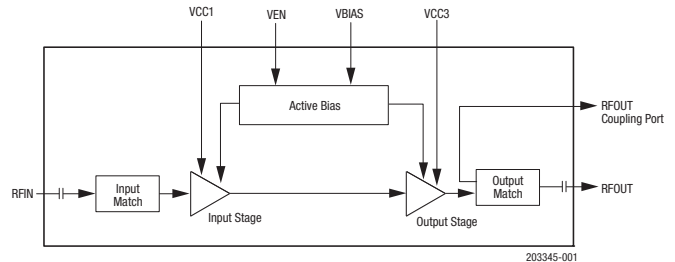 VCC1
VEN
VBIAS
VCC3
Active Bias
RFOUT
Coupling Port
RFIN
Input
Match
Input Stage
Output Stage
Output
Match
RFOUT
203345-001